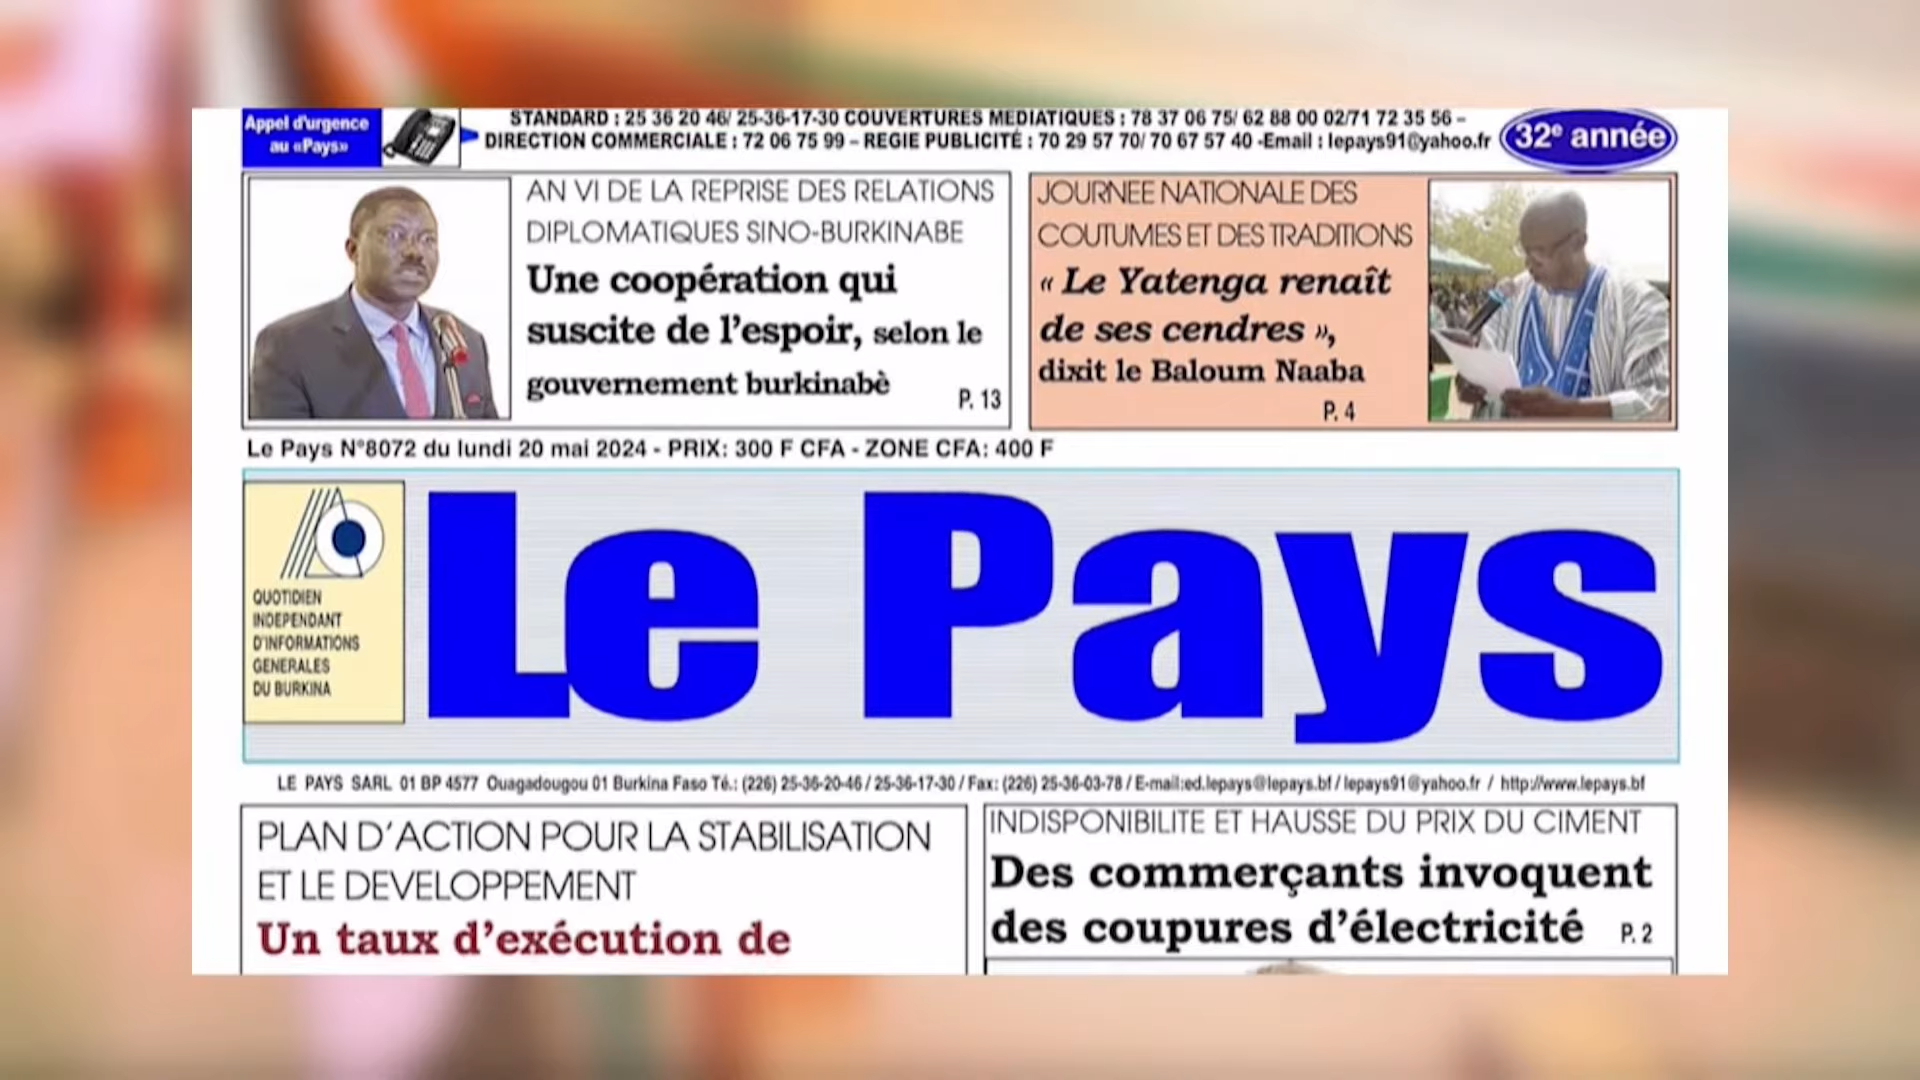 Appel d'urgence
au «Pays»
STANDARD : 25 36 20 46/ 25-36-17-30 COUVERTURES MEDIATIQUES : 78 37 06 75/ 62 88 00 02/71 72 35 56 –
DIRECTION COMMERCIALE : 72 06 75 99 – REGIE PUBLICITÉ : 70 29 57 70/ 70 67 57 40 -Email : lepays91@yahoo.fr
32e année
AN VI DE LA REPRISE DES RELATIONS
DIPLOMATIQUES SINO-BURKINABE
Une coopération qui
suscite de l'espoir, selon le
gouvernement burkinabè
P. 13
JOURNEE NATIONALE DES
COUTUMES ET DES TRADITIONS
« Le Yatenga renaît
de ses cendres »,
dixit le Baloum Naaba
P. 4
Le Pays N°8072 du lundi 20 mai 2024 - PRIX: 300 F CFA - ZONE CFA: 400 F
QUOTIDIEN
INDEPENDANT
D'INFORMATIONS
GENERALES
DU BURKINA
Le Pays
LE PAYS SARL 01 BP 4577 Ouagadougou 01 Burkina Faso Té.: (226) 25-36-20-46 / 25-36-17-30 / Fax: (226) 25-36-03-78 / E-mail:ed.lepays@lepays.bf / lepays91@yahoo.fr / http://www.lepays.bf
PLAN D'ACTION POUR LA STABILISATION
ET LE DEVELOPPEMENT
Un taux d'exécution de
INDISPONIBILITE ET HAUSSE DU PRIX DU CIMENT
Des commerçants invoquent
des coupures d'électricité P. 2